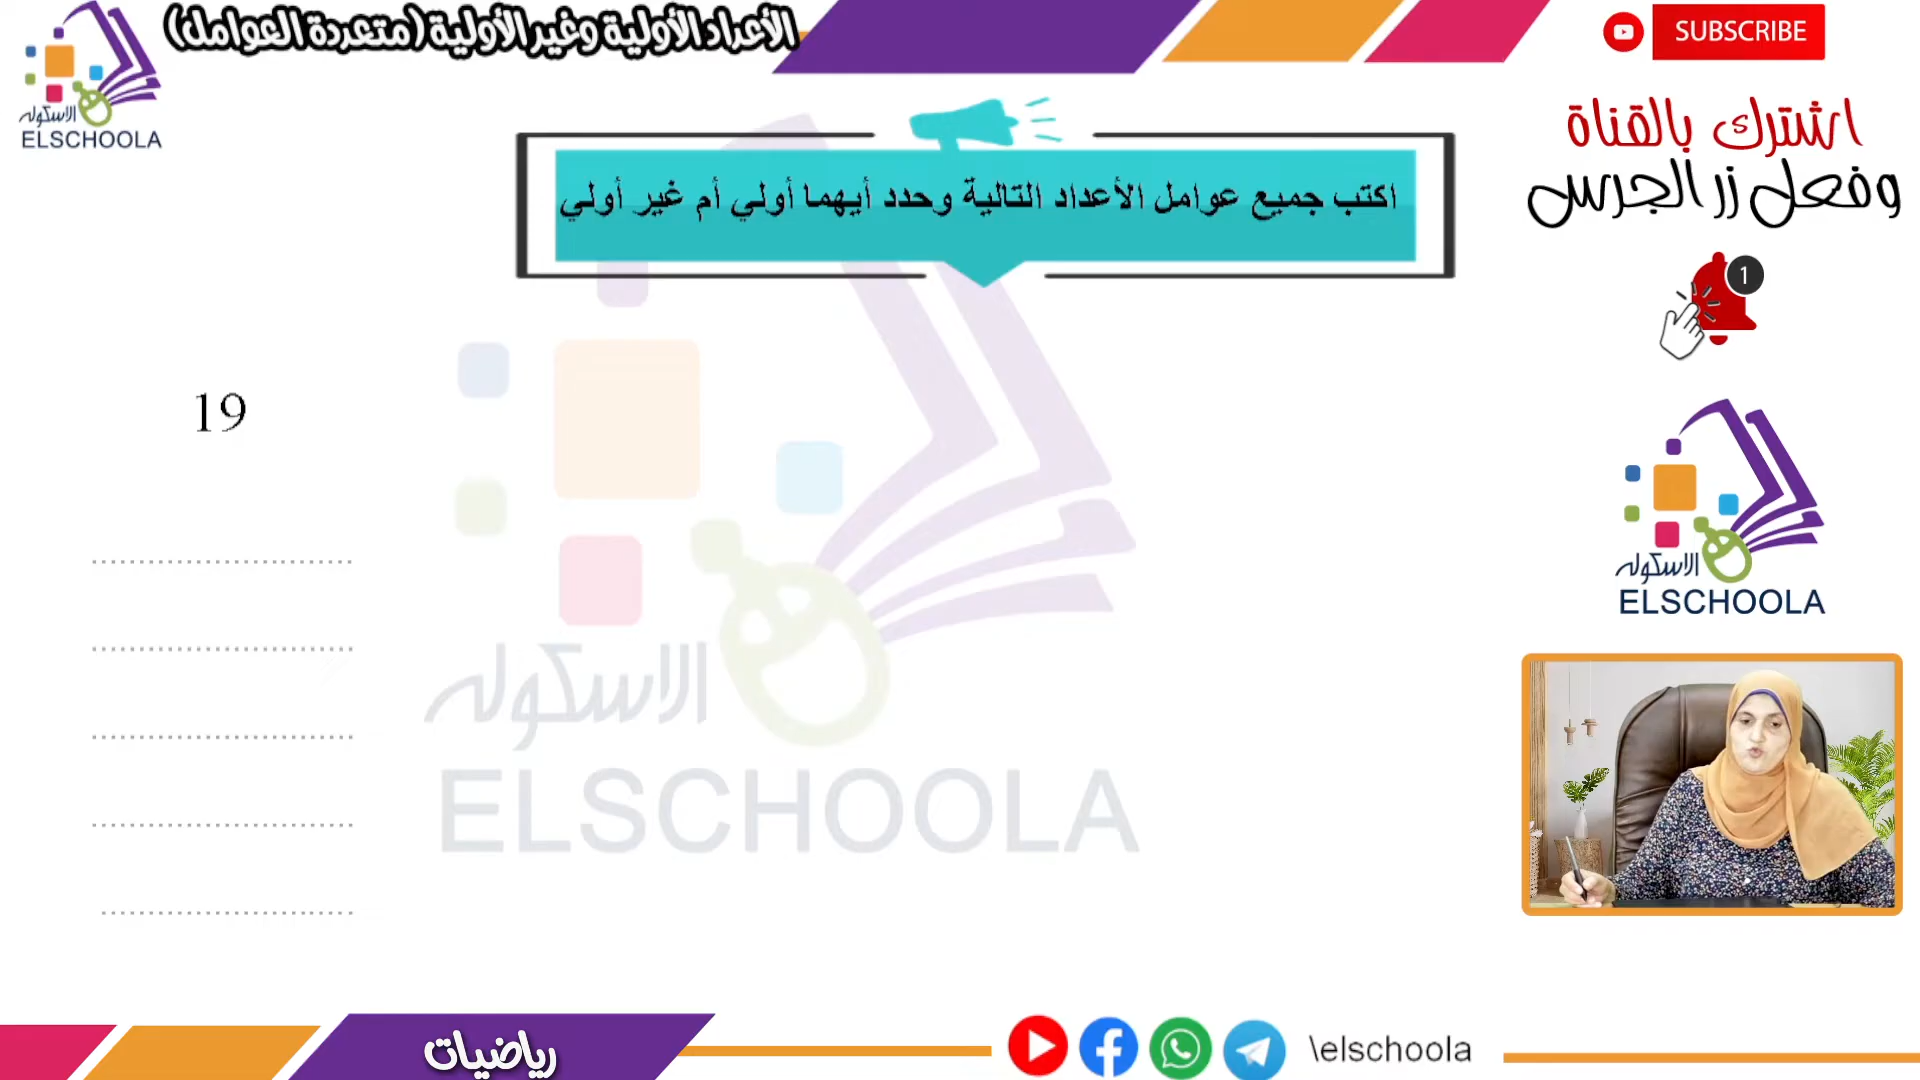 الأعداد الأولية وغير الأولية (متعددة العوامل)
SUBSCRIBE
الاسكوله
ELSCHOOLA
اشترك بالقناة
وفعل زر الجرس
1
اكتب جميع عوامل الأعداد التالية وحدد أيهما أولي أم غير أولي
19
الاسكوله
ELSCHOOLA
الاسكوله
ELSCHOOLA
رياضيات
\elschoola